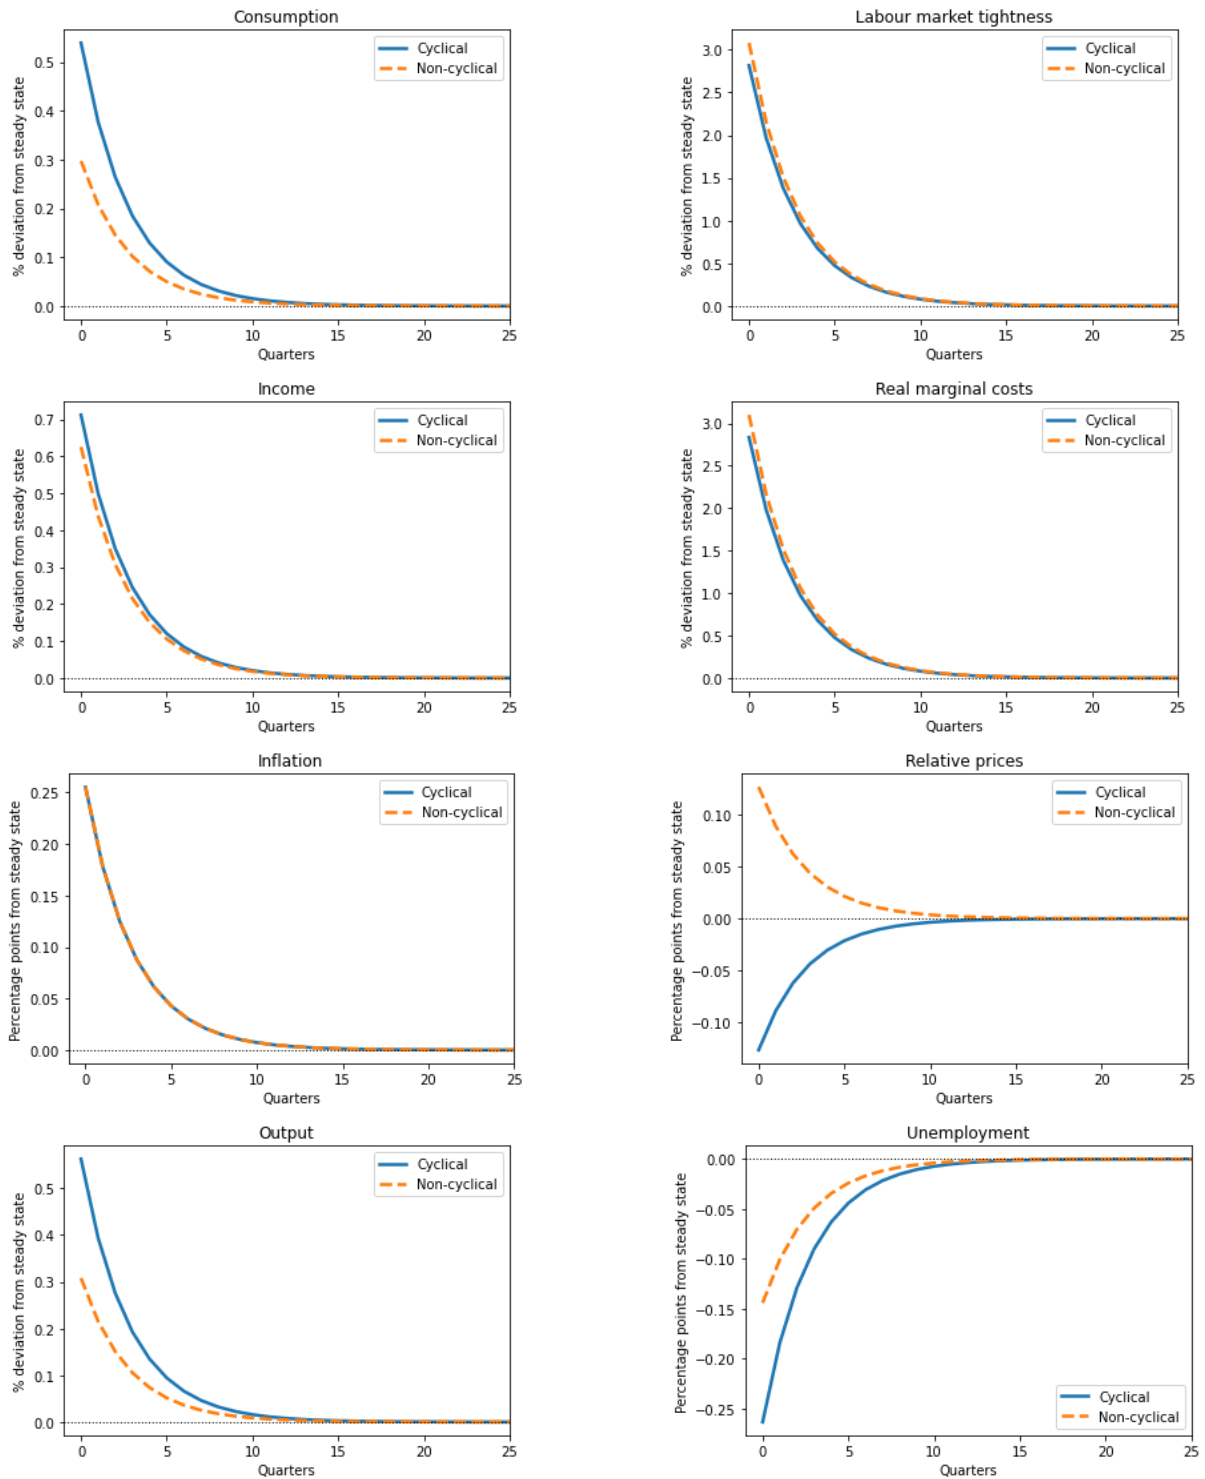 Consumption
% deviation from steady state
0.5
0.4
0.3
0.2
0.1
0.0
Cyclical
Non-cyclical
0 5 10 15 20 25
Quarters
Labour market tightness
% deviation from steady state
3.0
2.5
2.0
1.5
1.0
0.5
0.0
Cyclical
Non-cyclical
0 5 10 15 20 25
Quarters
Income
% deviation from steady state
0.7
0.6
0.5
0.4
0.3
0.2
0.1
0.0
Cyclical
Non-cyclical
0 5 10 15 20 25
Quarters
Real marginal costs
% deviation from steady state
3.0
2.5
2.0
1.5
1.0
0.5
0.0
Cyclical
Non-cyclical
0 5 10 15 20 25
Quarters
Inflation
Percentage points from steady state
0.25
0.20
0.15
0.10
0.05
0.00
Cyclical
Non-cyclical
0 5 10 15 20 25
Quarters
Relative prices
Percentage points from steady state
0.10
0.05
0.00
−0.05
−0.10
Cyclical
Non-cyclical
0 5 10 15 20 25
Quarters
Output
% deviation from steady state
0.5
0.4
0.3
0.2
0.1
0.0
Cyclical
Non-cyclical
0 5 10 15 20 25
Quarters
Unemployment
Percentage points from steady state
0.00
−0.05
−0.10
−0.15
−0.20
−0.25
Cyclical
Non-cyclical
0 5 10 15 20 25
Quarters